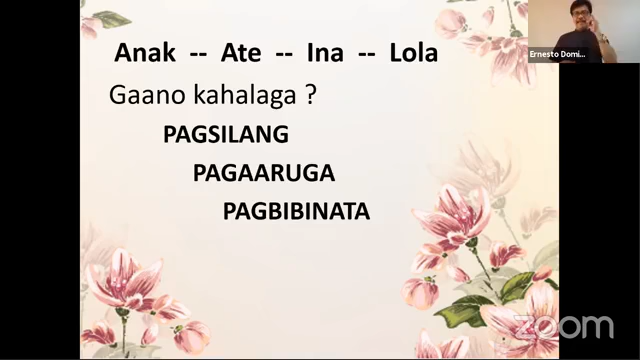 Anak -- Ate -- Ina -- Lola
Gaano kahalaga ?
PAGSILANG
PAGAARUGA
PAGBIBINATA
Ernesto Domi...
zoom